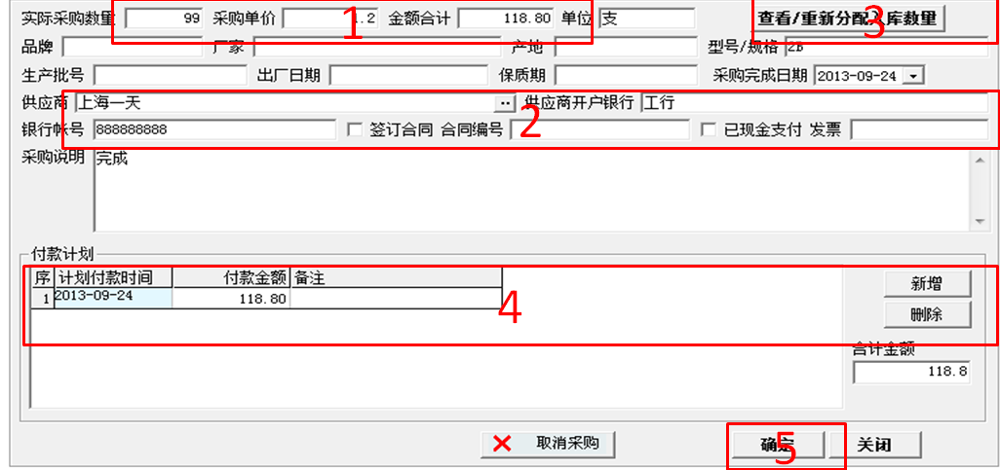 实际采购数量 99 采购单价 1.2 金额合计 118.80 单位 支 查看/重新分配入库数量
1 3
品牌 厂家 产地 型号/规格 2B
生产批号 出厂日期 保质期 采购完成日期 2013-09-24
供应商 上海一天 ·· 供应商开户银行 工行
2
银行帐号 888888888 签订合同 合同编号 已现金支付 发票
采购说明 完成
付款计划
序 计划付款时间 付款金额 备注 新增
1 2013-09-24 118.80
4
删除
合计金额
118.8
取消采购 确定 关闭
5